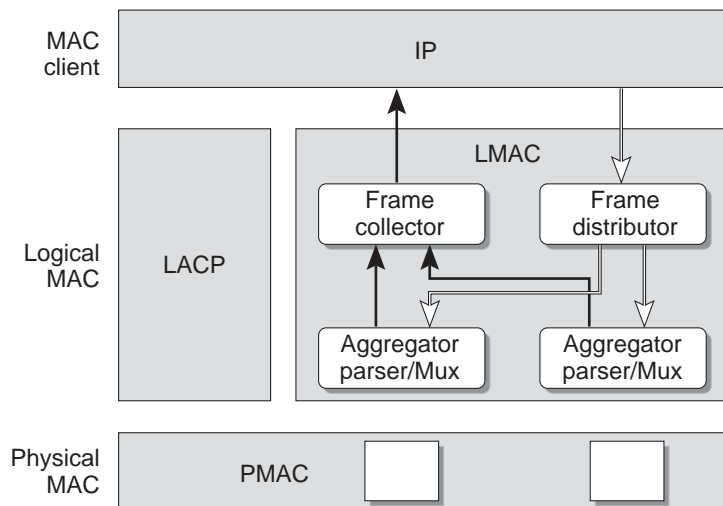 MAC
client
IP
LMAC
Frame
collector
Frame
distributor
Logical
MAC
LACP
Aggregator
parser/Mux
Aggregator
parser/Mux
Physical
MAC
PMAC